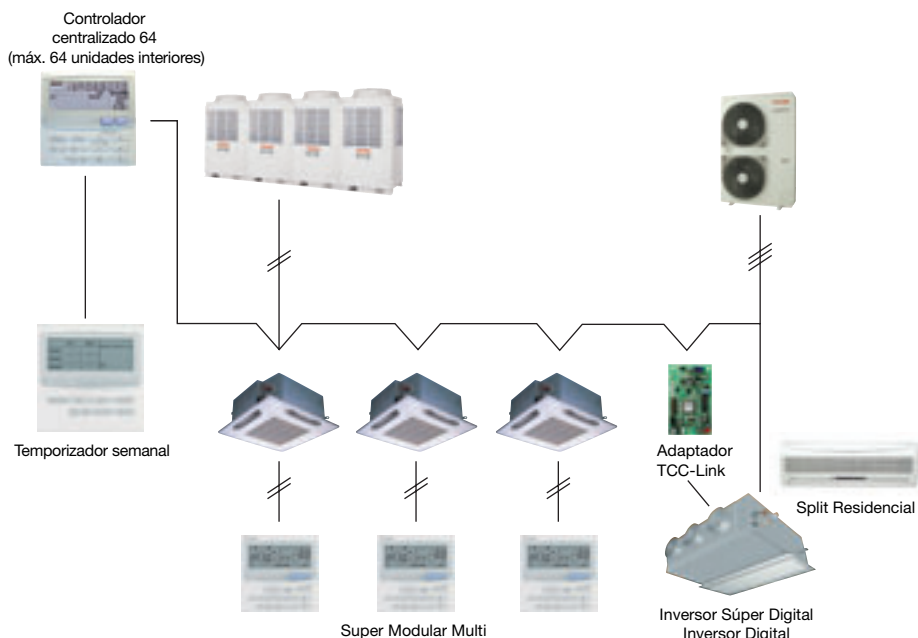 Controlador
centralizado 64
(máx. 64 unidades interiores)
Temporizador semanal
Adaptador
TCC-Link
Split Residencial
Super Modular Multi
Inversor Súper Digital
Inversor Digital